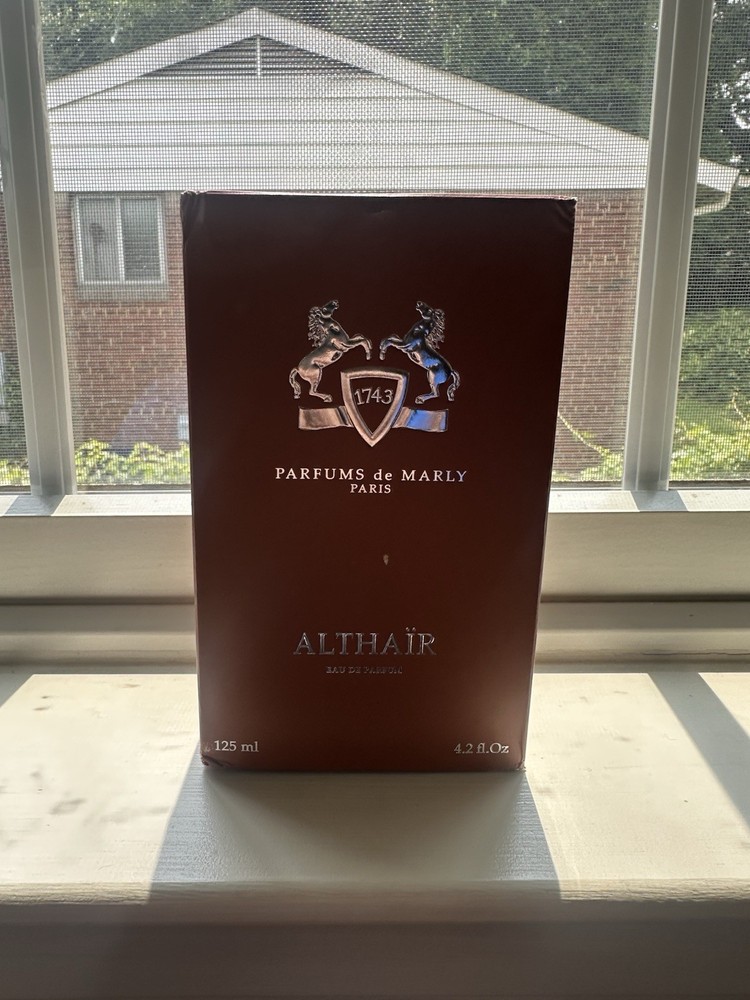 1743
PARFUMS de MARLY
PARIS
ALTHAÏR
EAU DE PARFUM
125 ml
4.2 fl.Oz